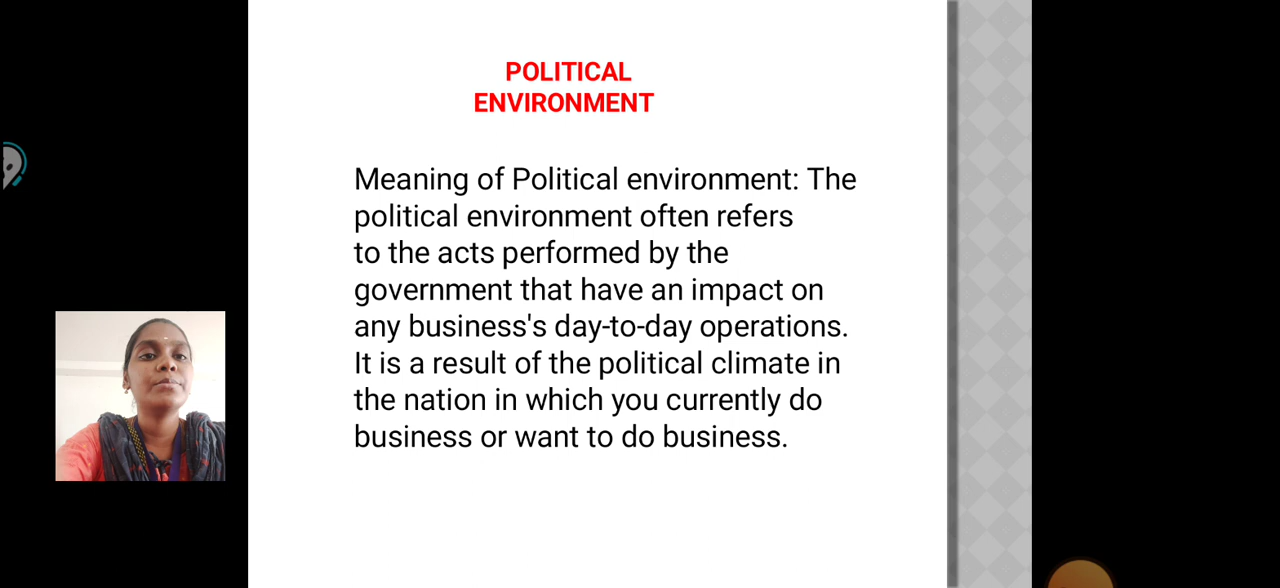 POLITICAL
ENVIRONMENT
Meaning of Political environment: The
political environment often refers
to the acts performed by the
government that have an impact on
any business's day-to-day operations.
It is a result of the political climate in
the nation in which you currently do
business or want to do business.